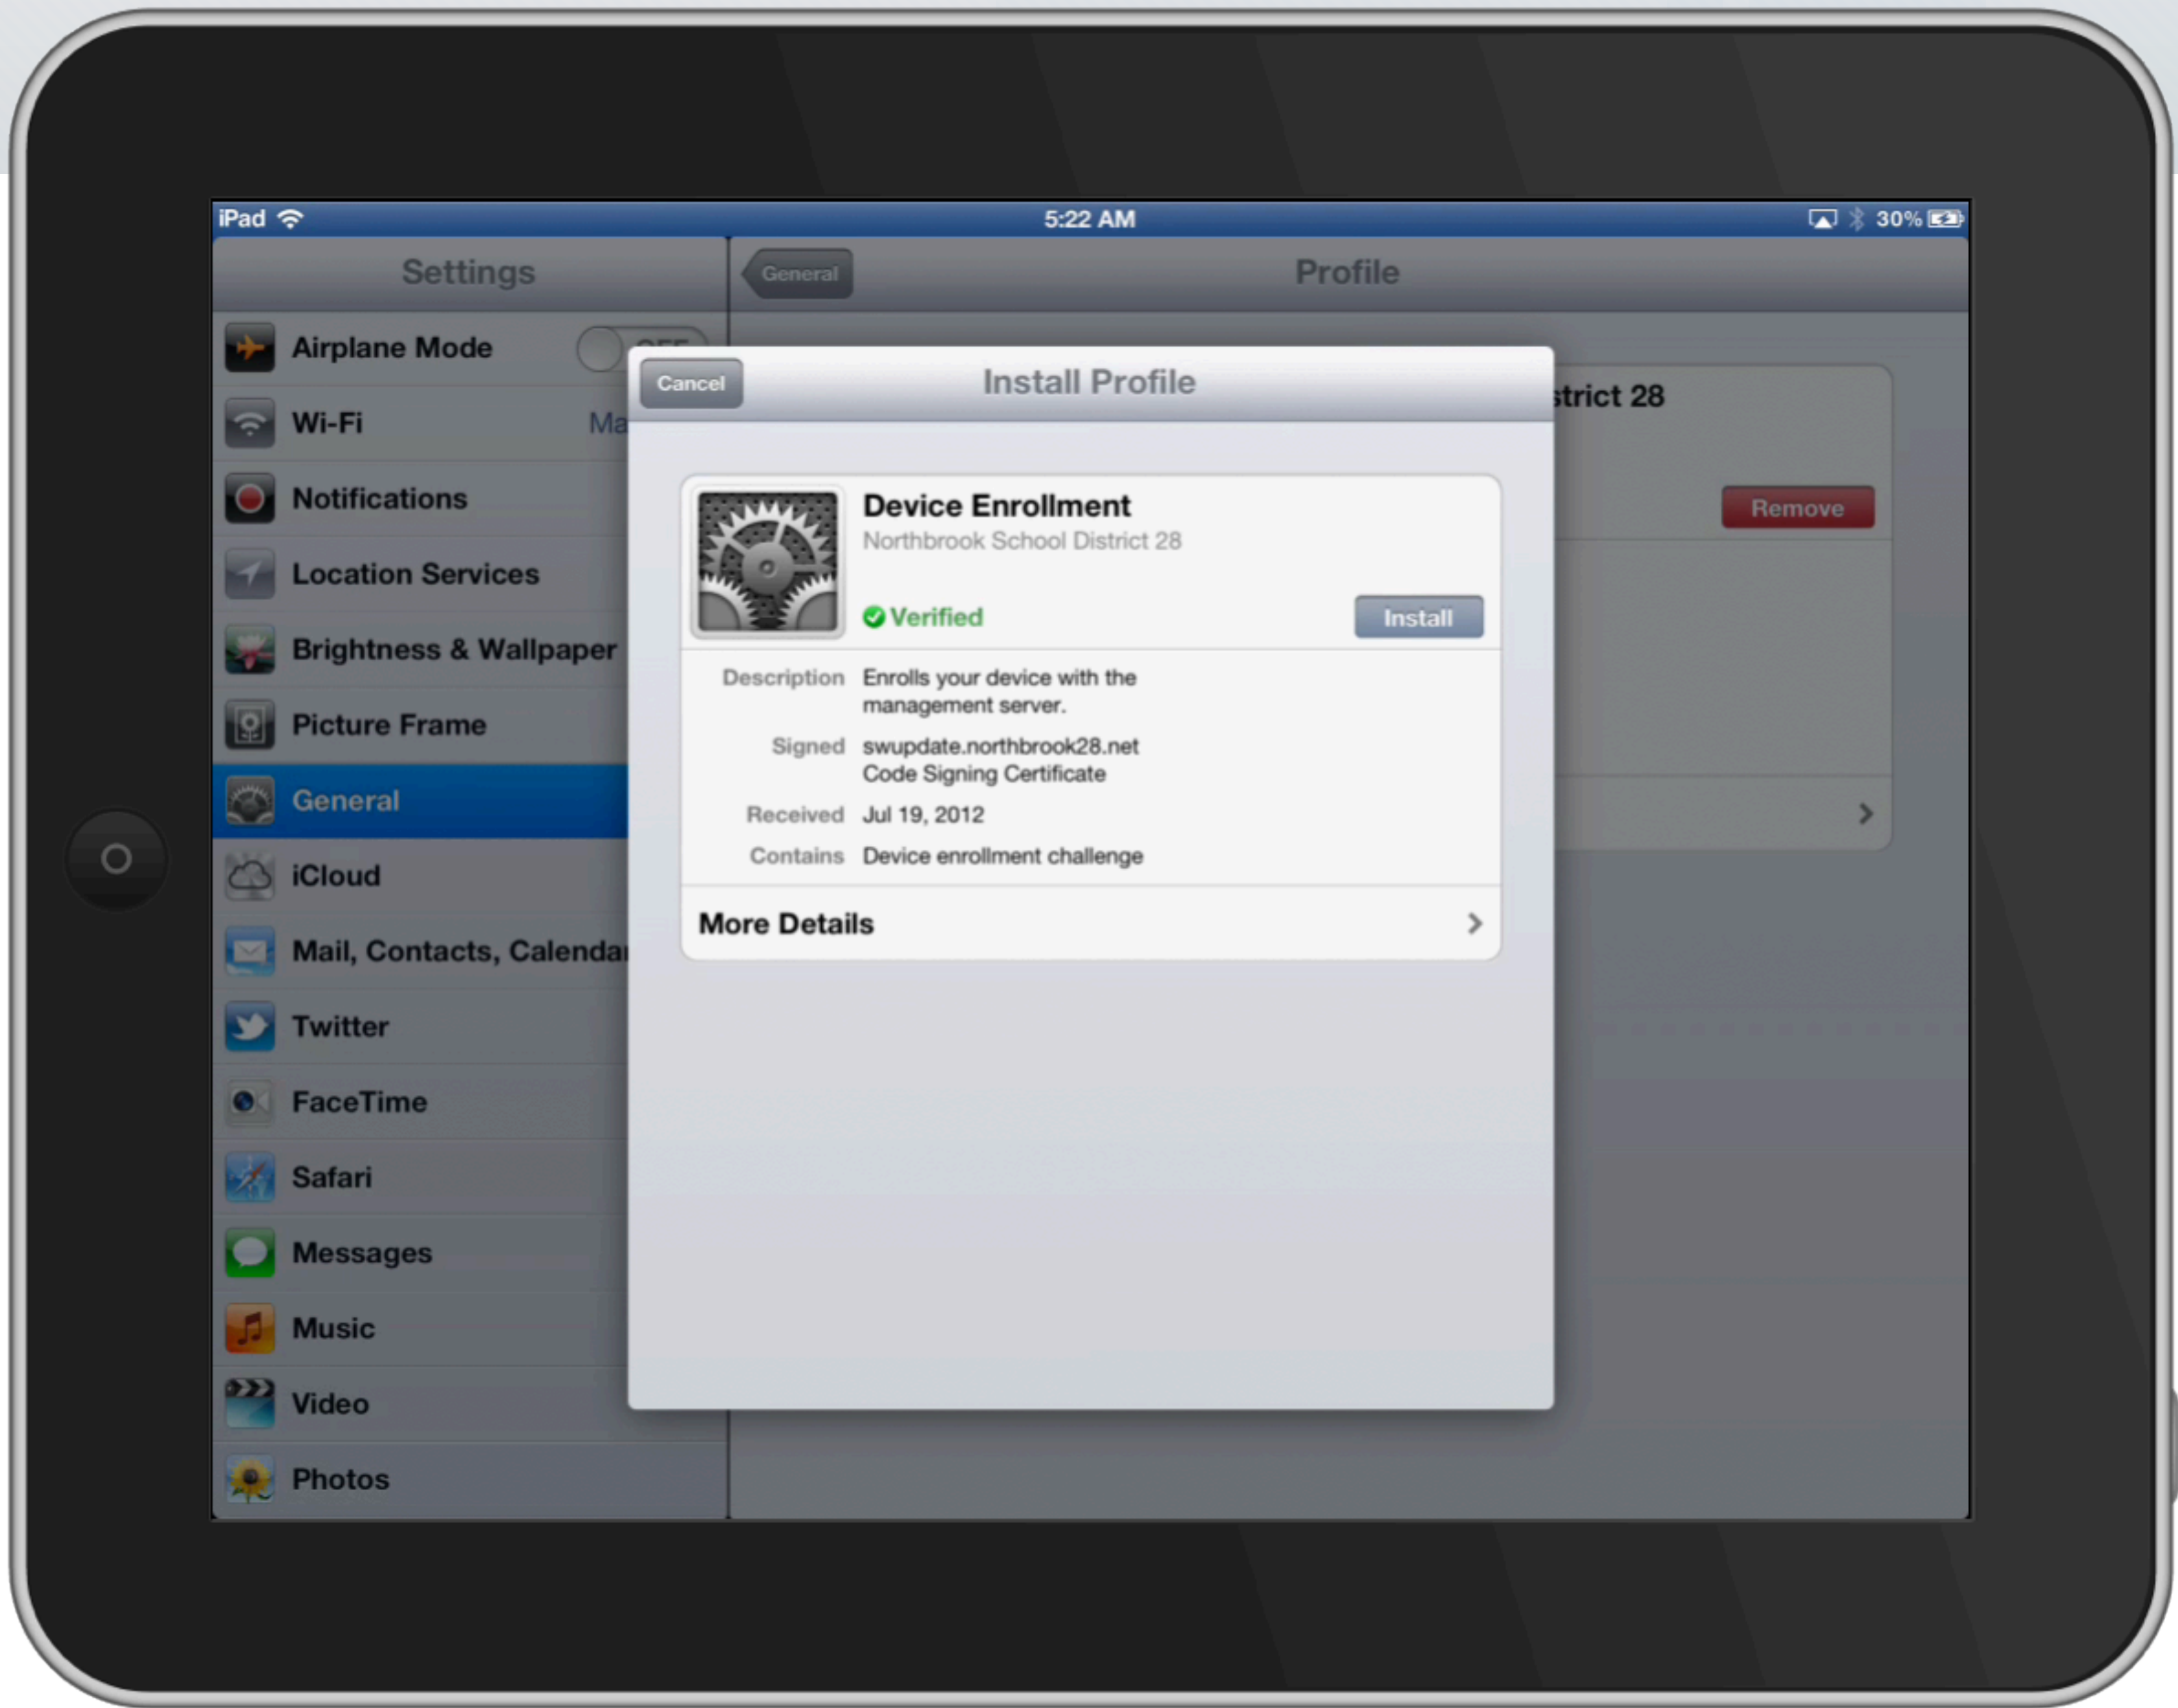 iPad
5:22 AM
30%
Settings
General
Profile
Airplane Mode
Wi-Fi
Notifications
Location Services
Brightness & Wallpaper
Picture Frame
General
iCloud
Mail, Contacts, Calendar
Twitter
FaceTime
Safari
Messages
Music
Video
Photos
strict 28
Remove
Cancel
Install Profile
Device Enrollment
Northbrook School District 28
Verified
Install
Description Enrolls your device with the
management server.
Signed swupdate.northbrook28.net
Code Signing Certificate
Received Jul 19, 2012
Contains Device enrollment challenge
More Details